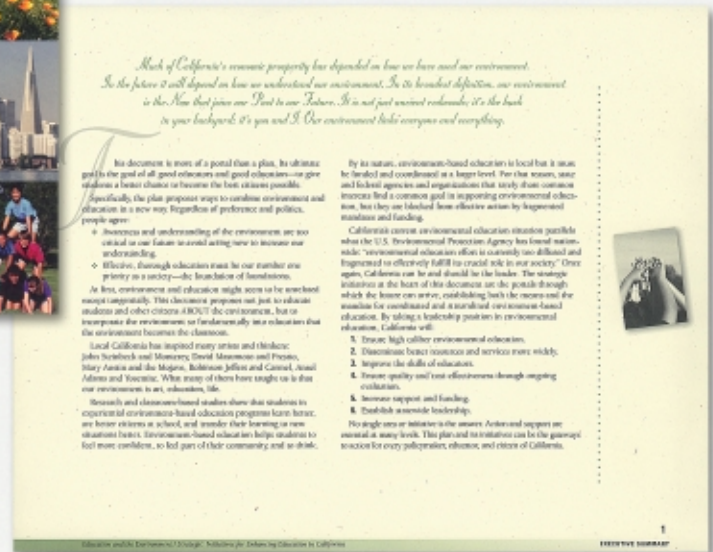 Much of California's economic prosperity has depended on how we have used our environment.
In the future it will depend on how we understand our environment. In its broadest definition, our environment
is the Now that joins our Past to our Future. It is not just ancient redwoods; it's the bush
in your backyard; it's you and I. Our environment links everyone and everything.
This document is more of a portal than a plan. Its ultimate
goal is the goal of all good educators and good education—to give
students a better chance to become the best citizens possible.
Specifically, the plan proposes ways to combine environment and
education in a new way. Regardless of preference and politics,
people agree:
Awareness and understanding of the environment are too
critical to our future to avoid acting now to increase our
understanding.
Effective, thorough education must be our number one
priority as a society—the foundation of foundations.
At first, environment and education might seem to be unrelated
except tangentially. This document proposes not just to educate
students and other citizens ABOUT the environment, but to
incorporate the environment so fundamentally into education that
the environment becomes the classroom.
Local California has inspired many artists and thinkers:
John Steinbeck and Monterey, David Masumoto and Fresno,
Mary Austin and the Mojave, Robinson Jeffers and Carmel, Ansel
Adams and Yosemite. What many of them have taught us is that
our environment is art, education, life.
Research and classroom-based studies show that students in
experiential environment-based education programs learn better,
are better citizens at school, and transfer their learning to new
situations better. Environment-based education helps students to
feel more confident, to feel part of their community, and to think.
By its nature, environment-based education is local but it must
be funded and coordinated at a larger level. For that reason, state
and federal agencies and organizations that rarely share common
interests find a common goal in supporting environmental educa-
tion, but they are blocked from effective action by fragmented
mandates and funding.
California's current environmental education situation parallels
what the U.S. Environmental Protection Agency has found nation-
wide: "environmental education effort is currently too diffused and
fragmented to effectively fulfill its crucial role in our society." Once
again, California can be and should be the leader. The strategic
initiatives at the heart of this document are the portals through
which the future can arrive, establishing both the means and the
mandate for coordinated and streamlined environment-based
education. By taking a leadership position in environmental
education, California will:
1. Ensure high caliber environmental education.
2. Disseminate better resources and services more widely.
3. Improve the skills of educators.
4. Ensure quality and cost-effectiveness through ongoing
evaluation.
5. Increase support and funding.
6. Establish statewide leadership.
No single area or initiative is the answer. Action and support are
essential at many levels. This plan and its initiatives can be the gateways
to action for every policymaker, educator, and citizen of California.
1
Education and the Environment: Strategic Initiatives for Enhancing Education in California
EXECUTIVE SUMMARY